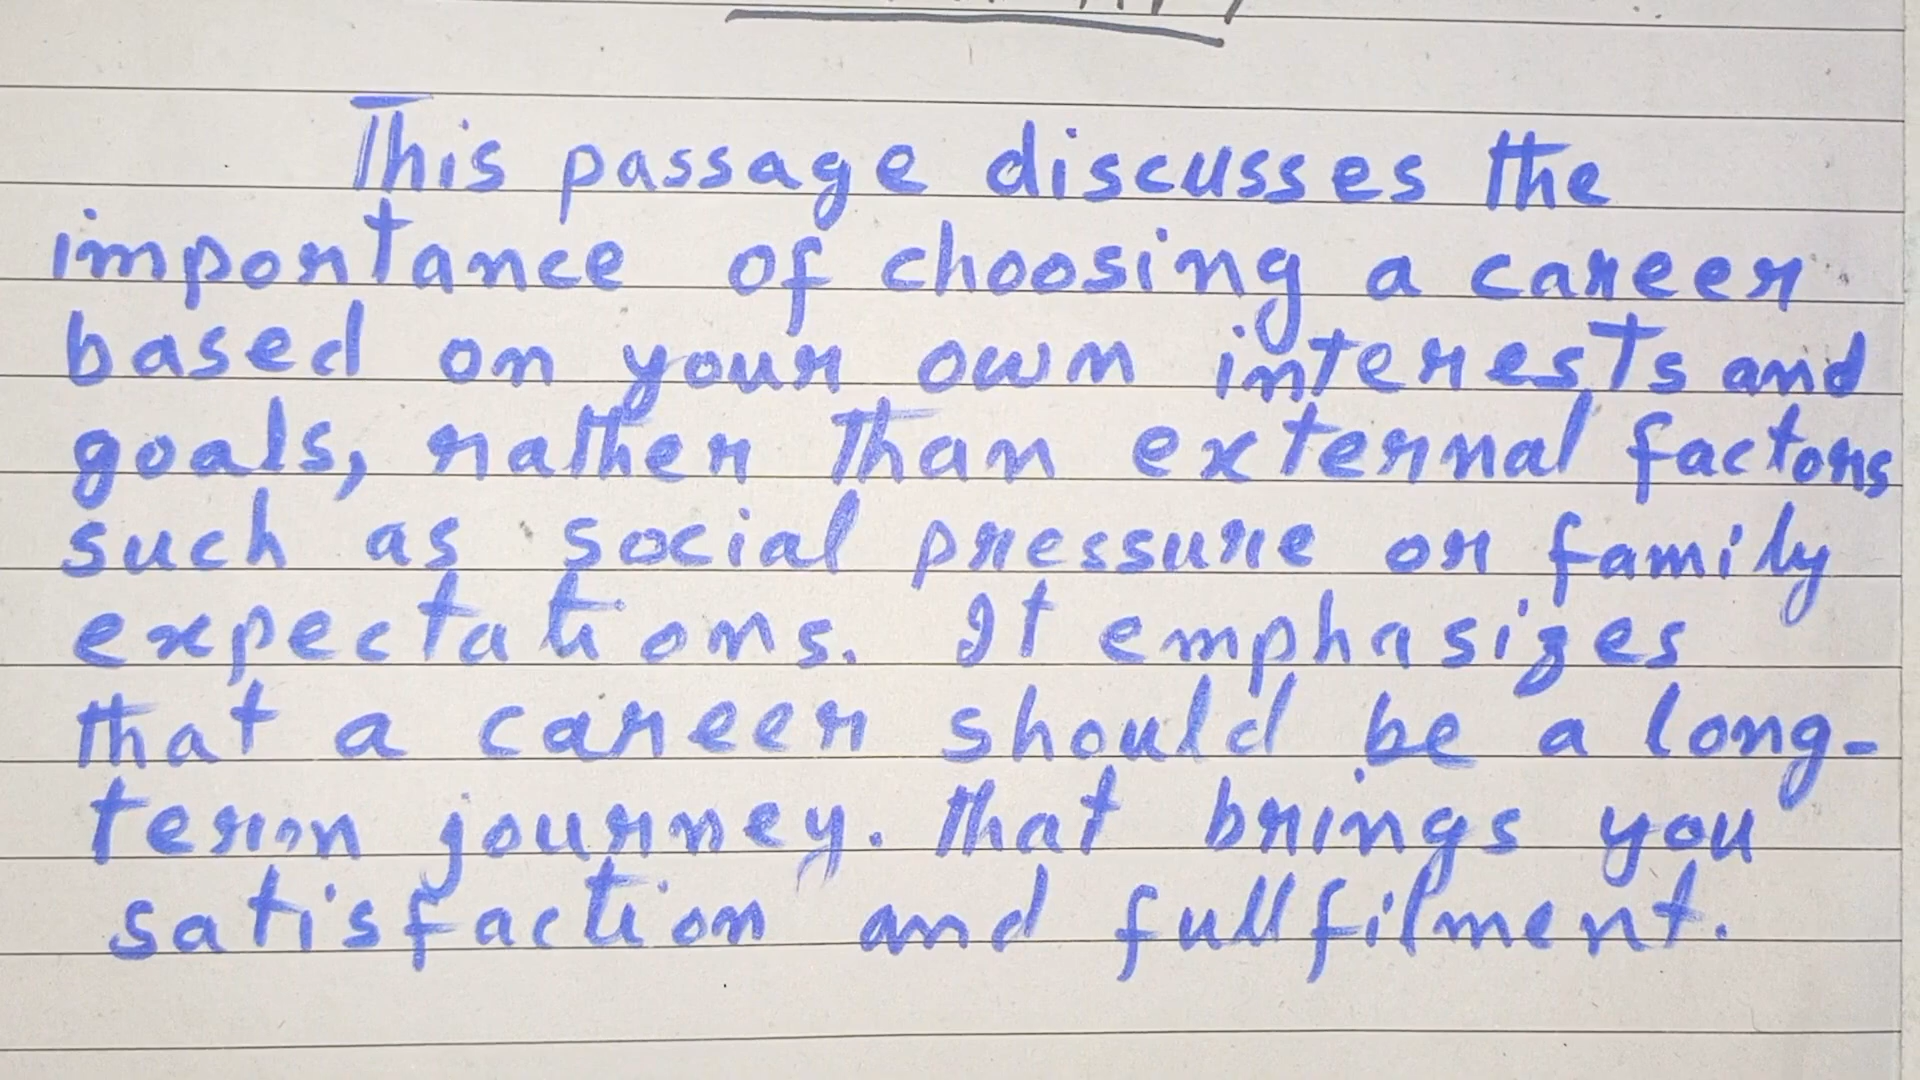 This passage discusses the
importance of choosing a career
based on your own interests and
goals, rather than external factors
such as social pressure or family
expectations. It emphasizes
that a career should be a long-
term journey. that brings you
satisfaction and fullfilment.